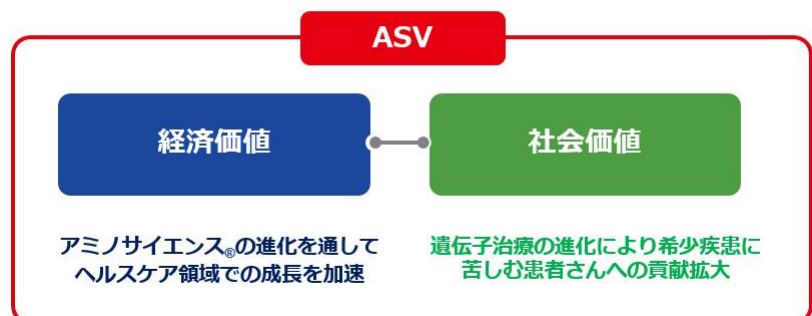 ASV
経済価値
社会価値
アミノサイエンス®の進化を通して
ヘルスケア領域での成長を加速
遺伝子治療の進化により希少疾患に
苦しむ患者さんへの貢献拡大